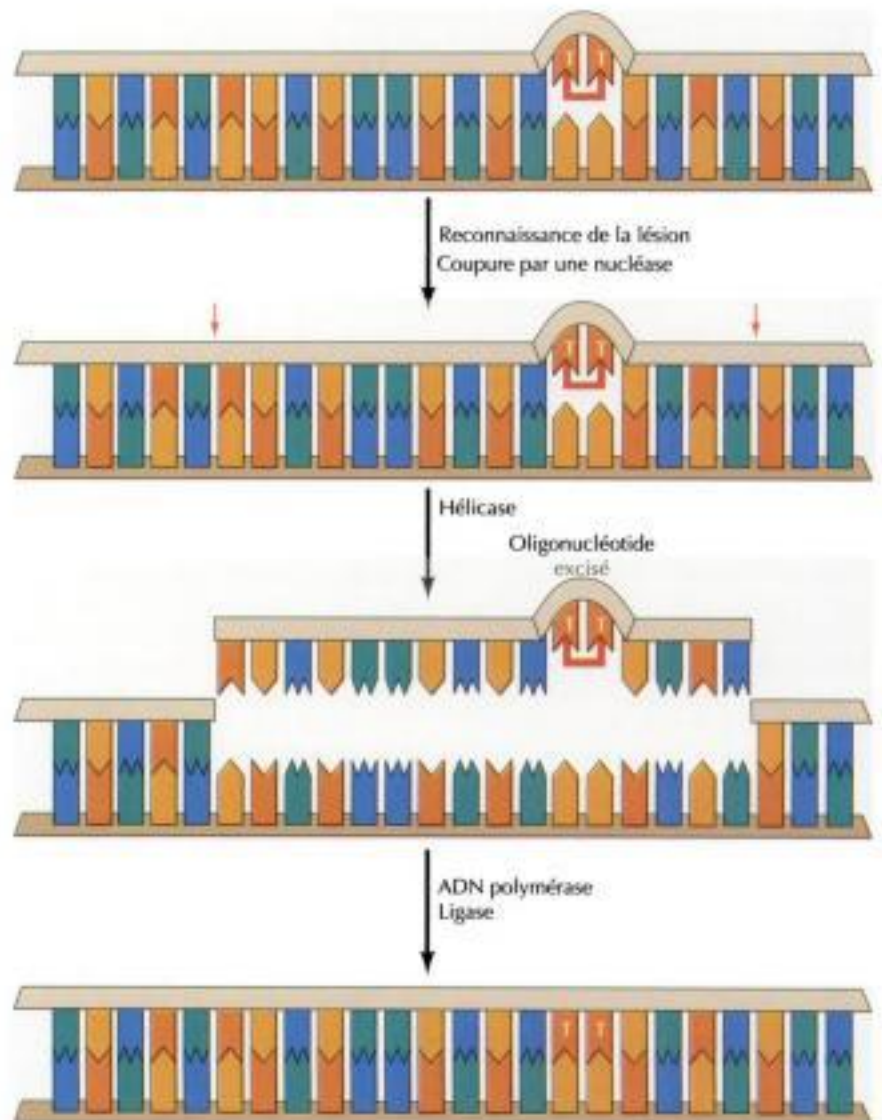 T T
Reconnaissance de la lésion
Coupure par une nucléase
T T
Hélicase
Oligonucléotide
excisé
T T
ADN polymérase
Ligase
T T